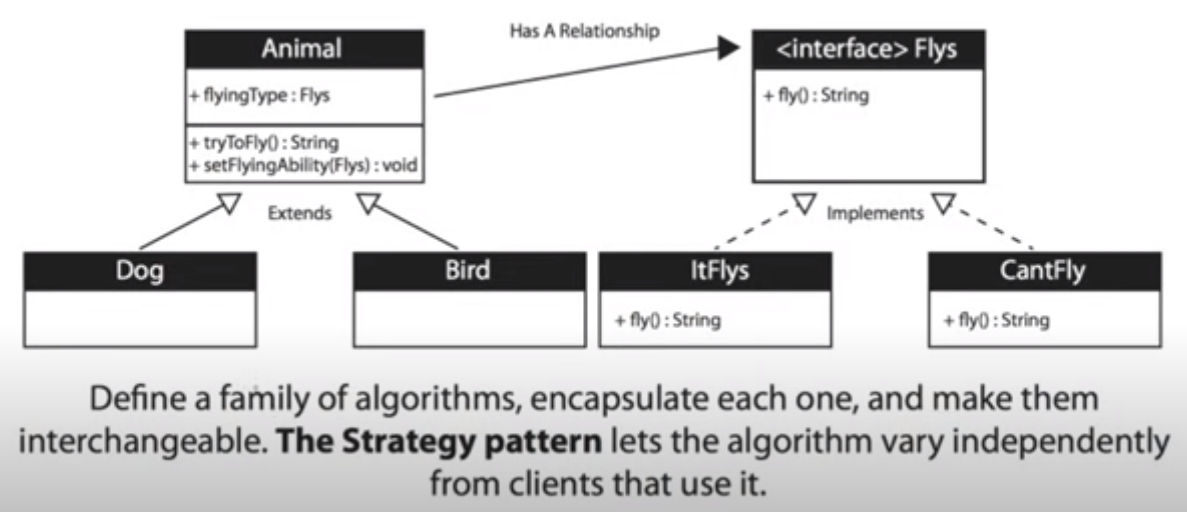 Has A Relationship
Animal
+ flyingType : Flys
+ tryToFly() : String
+ setFlyingAbility(Flys) : void
<interface> Flys
+ fly() : String
Extends
Implements
Dog
Bird
ItFlys
+ fly() : String
CantFly
+ fly() : String
Define a family of algorithms, encapsulate each one, and make them
interchangeable. The Strategy pattern lets the algorithm vary independently
from clients that use it.